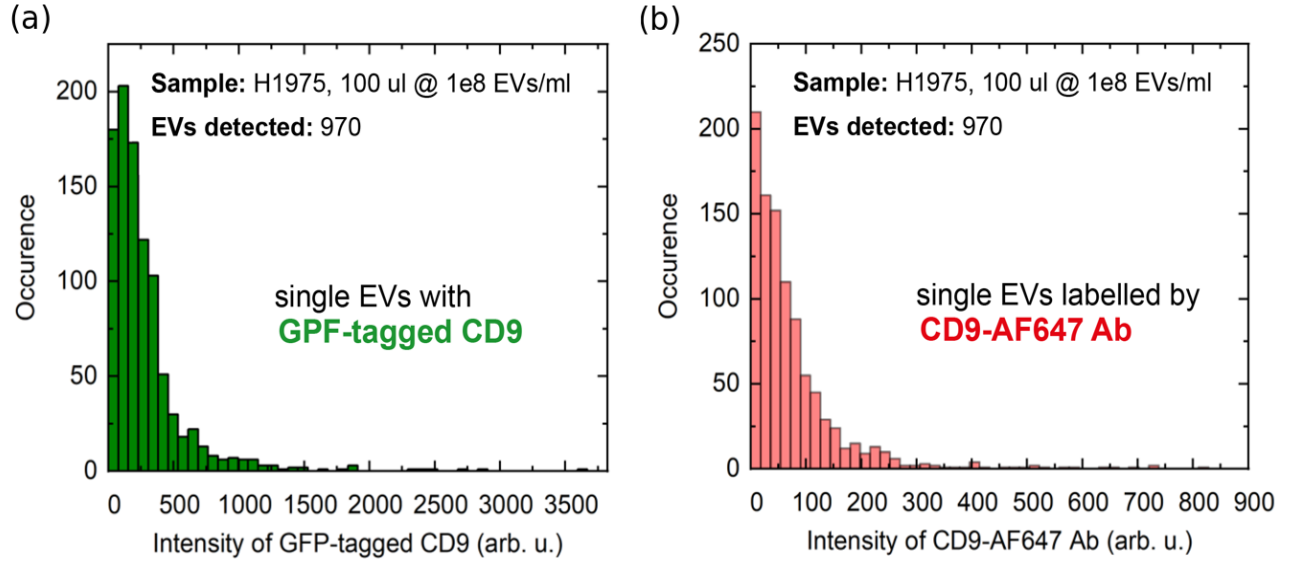 (a)
Sample: H1975, 100 ul @ 1e8 EVs/ml
EVs detected: 970
single EVs with
GPF-tagged CD9
Occurence
200
150
100
50
0
0 500 1000 1500 2000 2500 3000 3500
Intensity of GFP-tagged CD9 (arb. u.)
(b)
Sample: H1975, 100 ul @ 1e8 EVs/ml
EVs detected: 970
single EVs labelled by
CD9-AF647 Ab
Occurence
250
200
150
100
50
0
0 100 200 300 400 500 600 700 800 900
Intensity of CD9-AF647 Ab (arb. u.)